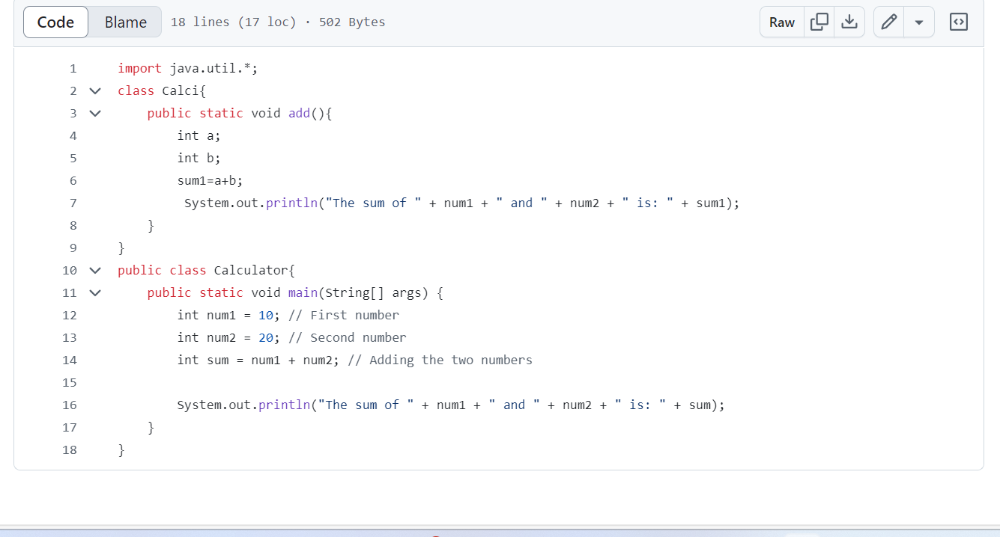 Code Blame 18 lines (17 loc) · 502 Bytes Raw
1 import java.util.*;
2 class Calci{
3     public static void add(){
4         int a;
5         int b;
6         sum1=a+b;
7          System.out.println("The sum of " + num1 + " and " + num2 + " is: " + sum1);
8     }
9 }
10 public class Calculator{
11     public static void main(String[] args) {
12         int num1 = 10; // First number
13         int num2 = 20; // Second number
14         int sum = num1 + num2; // Adding the two numbers
15
16         System.out.println("The sum of " + num1 + " and " + num2 + " is: " + sum);
17     }
18 }